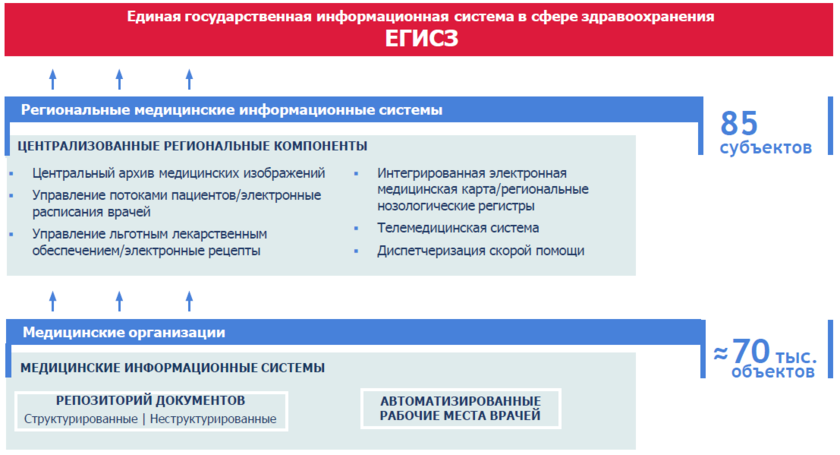 Единая государственная информационная система в сфере здравоохранения
ЕГИСЗ
Региональные медицинские информационные системы
85
субъектов
ЦЕНТРАЛИЗОВАННЫЕ РЕГИОНАЛЬНЫЕ КОМПОНЕНТЫ
▪ Центральный архив медицинских изображений
▪ Управление потоками пациентов/электронные
расписания врачей
▪ Управление льготным лекарственным
обеспечением/электронные рецепты
▪ Интегрированная электронная
медицинская карта/региональные
нозологические регистры
▪ Телемедицинская система
▪ Диспетчеризация скорой помощи
Медицинские организации
≈70 тыс.
объектов
МЕДИЦИНСКИЕ ИНФОРМАЦИОННЫЕ СИСТЕМЫ
РЕПОЗИТОРИЙ ДОКУМЕНТОВ
Структурированные | Неструктурированные
АВТОМАТИЗИРОВАННЫЕ
РАБОЧИЕ МЕСТА ВРАЧЕЙ